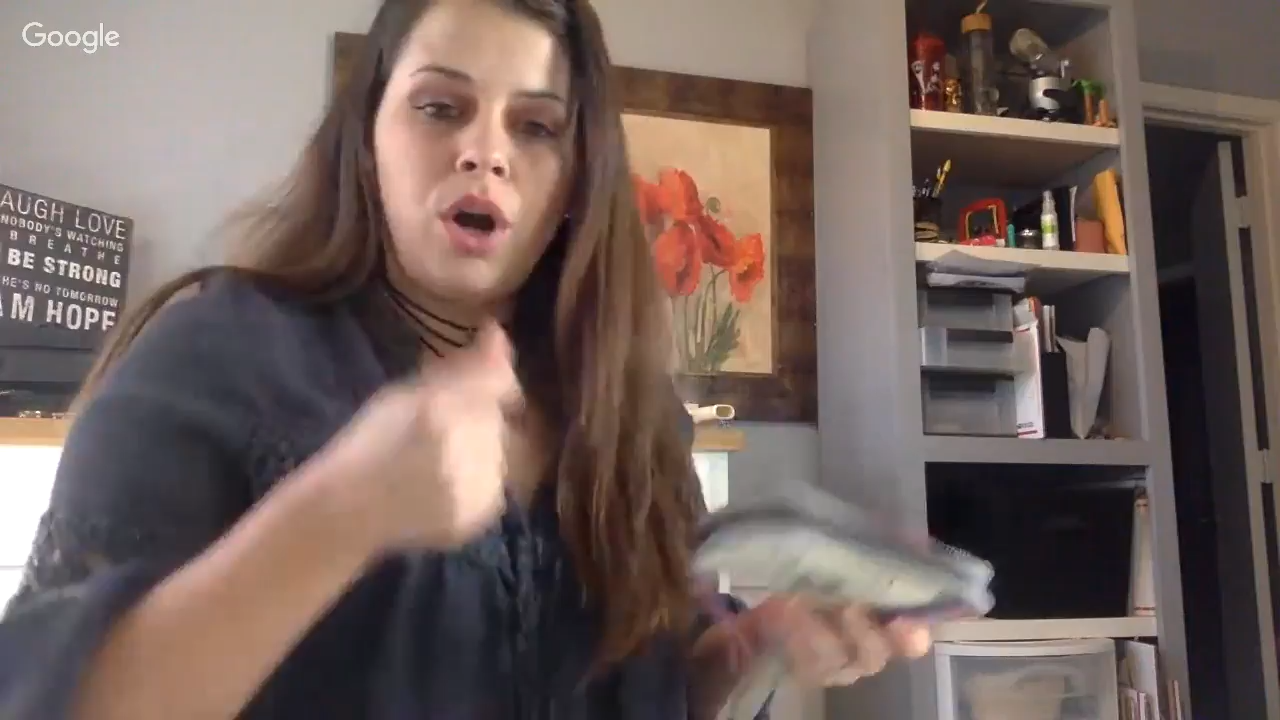 Google
AUGH LOVE
NOBODY'S WATCHING
BREATHE
BE STRONG
HE'S NO TOMORROW
AM HOPE